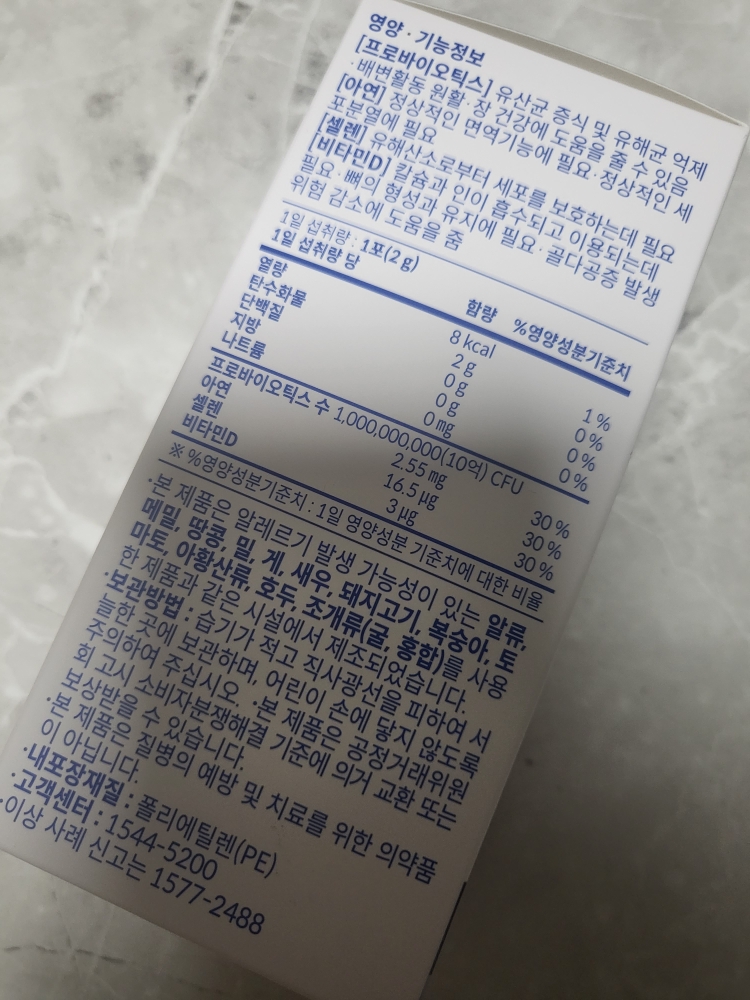 영양·기능정보
[프로바이오틱스] 유산균 증식 및 유해균 억제
·배변활동 원활·장 건강에 도움을 줄 수 있음
[아연] 정상적인 면역기능에 필요·정상적인 세
포분열에 필요
[셀렌] 유해산소로부터 세포를 보호하는데 필요
[비타민D] 칼슘과 인이 흡수되고 이용되는데
필요·뼈의 형성과 유지에 필요·골다공증 발생
위험 감소에 도움을 줌
1일 섭취량 : 1포(2 g)
1일 섭취량 당 함량 %영양성분기준치
열량 8 kcal
탄수화물 2 g 1 %
단백질 0 g 0 %
지방 0 g 0 %
나트륨 0 mg 0 %
프로바이오틱스 수 1,000,000,000(10억) CFU
아연 2.55 mg 30 %
셀렌 16.5 µg 30 %
비타민D 3 µg 30 %
※ %영양성분기준치 : 1일 영양성분 기준치에 대한 비율
·본 제품은 알레르기 발생 가능성이 있는 알류,
메밀, 땅콩, 밀, 게, 새우, 돼지고기, 복숭아, 토
마토, 아황산류, 호두, 조개류(굴, 홍합)를 사용
한 제품과 같은 시설에서 제조되었습니다.
·보관방법 : 습기가 적고 직사광선을 피하여 서
늘한 곳에 보관하며, 어린이 손에 닿지 않도록
주의하여 주십시오. ·본 제품은 공정거래위원
회 고시 소비자분쟁해결 기준에 의거 교환 또는
보상받을 수 있습니다.
·본 제품은 질병의 예방 및 치료를 위한 의약품
이 아닙니다.
·내포장재질 : 폴리에틸렌(PE)
·고객센터 : 1544-5200
·이상 사례 신고는 1577-2488